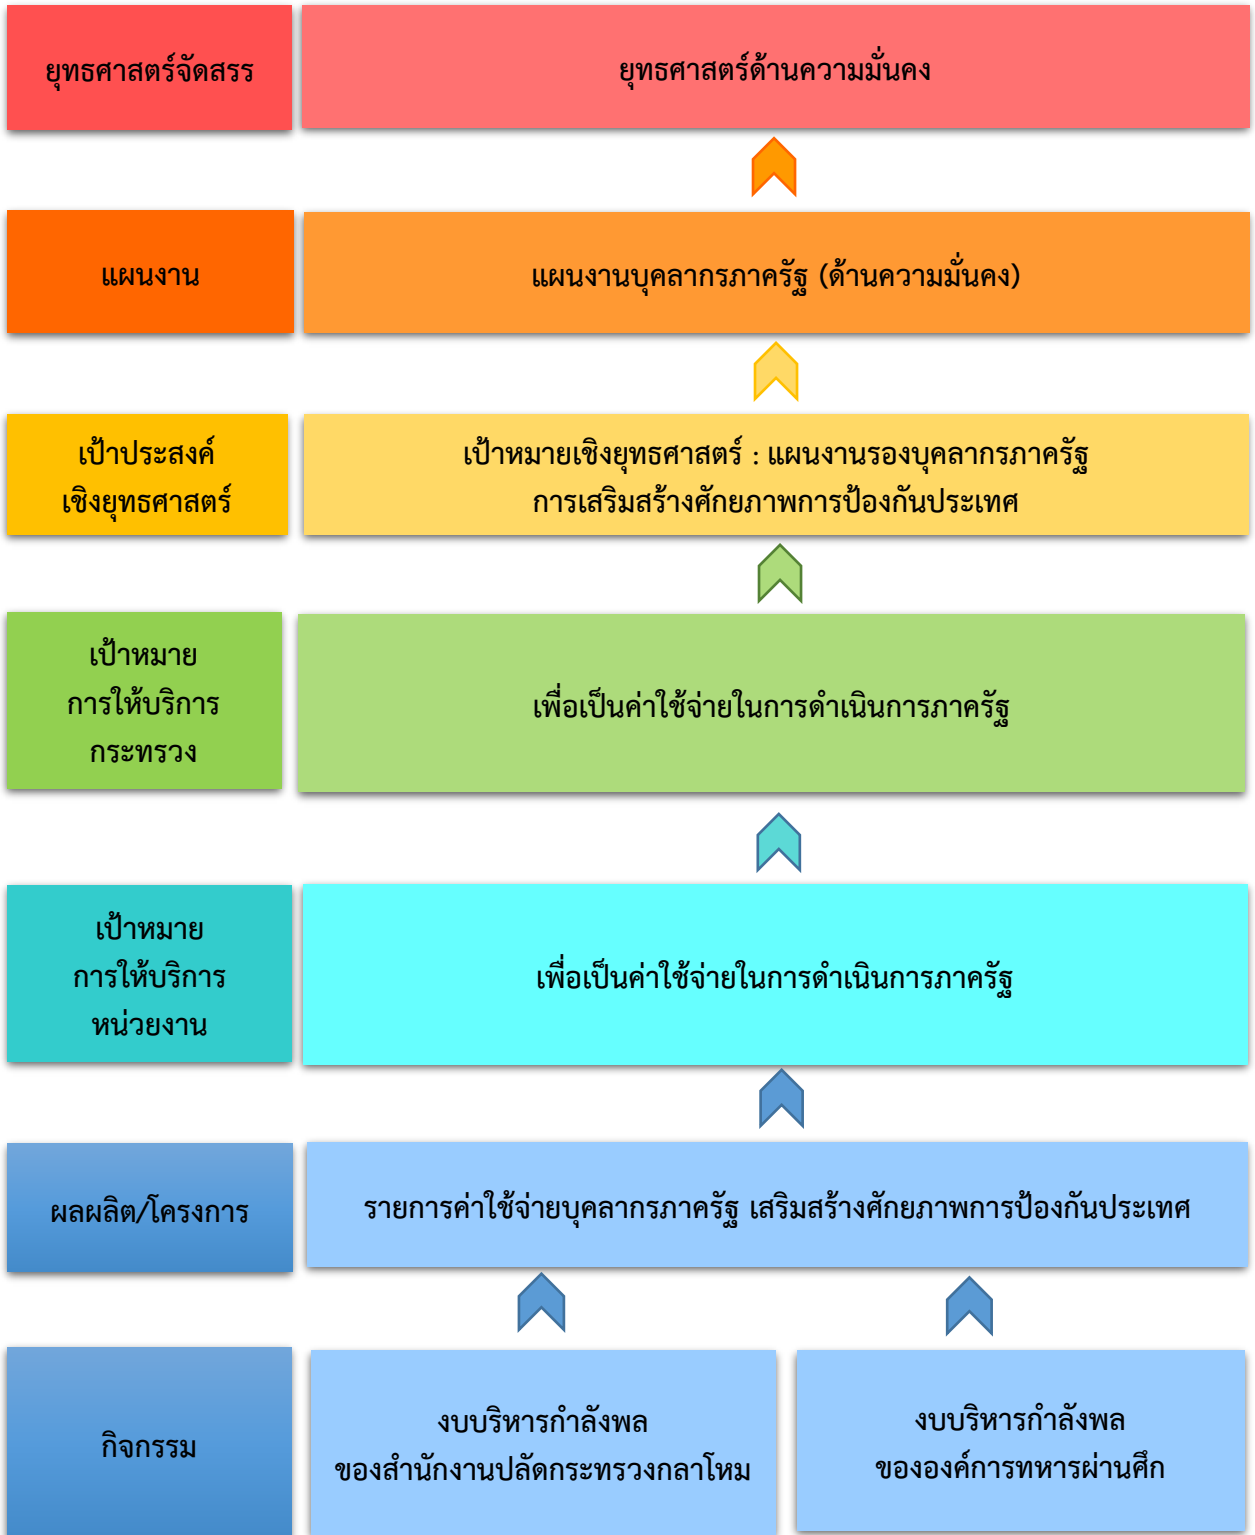 ยุทธศาสตร์จัดสรร
ยุทธศาสตร์ด้านความมั่นคง
แผนงาน
แผนงานบุคลากรภาครัฐ (ด้านความมั่นคง)
เป้าประสงค์
เชิงยุทธศาสตร์
เป้าหมายเชิงยุทธศาสตร์ : แผนงานรองบุคลากรภาครัฐ
การเสริมสร้างศักยภาพการป้องกันประเทศ
เป้าหมาย
การให้บริการ
กระทรวง
เพื่อเป็นค่าใช้จ่ายในการดำเนินการภาครัฐ
เป้าหมาย
การให้บริการ
หน่วยงาน
เพื่อเป็นค่าใช้จ่ายในการดำเนินการภาครัฐ
ผลผลิต/โครงการ
รายการค่าใช้จ่ายบุคลากรภาครัฐ เสริมสร้างศักยภาพการป้องกันประเทศ
กิจกรรม
งบบริหารกำลังพล
ของสำนักงานปลัดกระทรวงกลาโหม
งบบริหารกำลังพล
ขององค์การทหารผ่านศึก